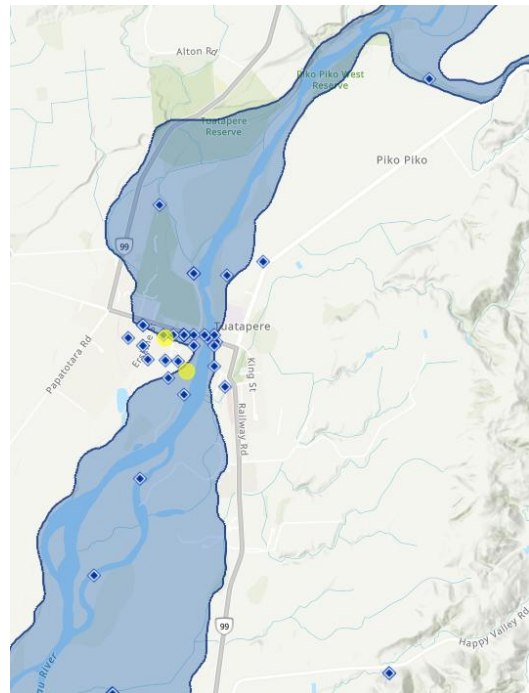 Alton Rd
Piko Piko West
Reserve
Tuatapere
Reserve
Piko Piko
99
Tuatapere
Papatotara Rd
King St
Railway Rd
99
Happy Valley Rd
River